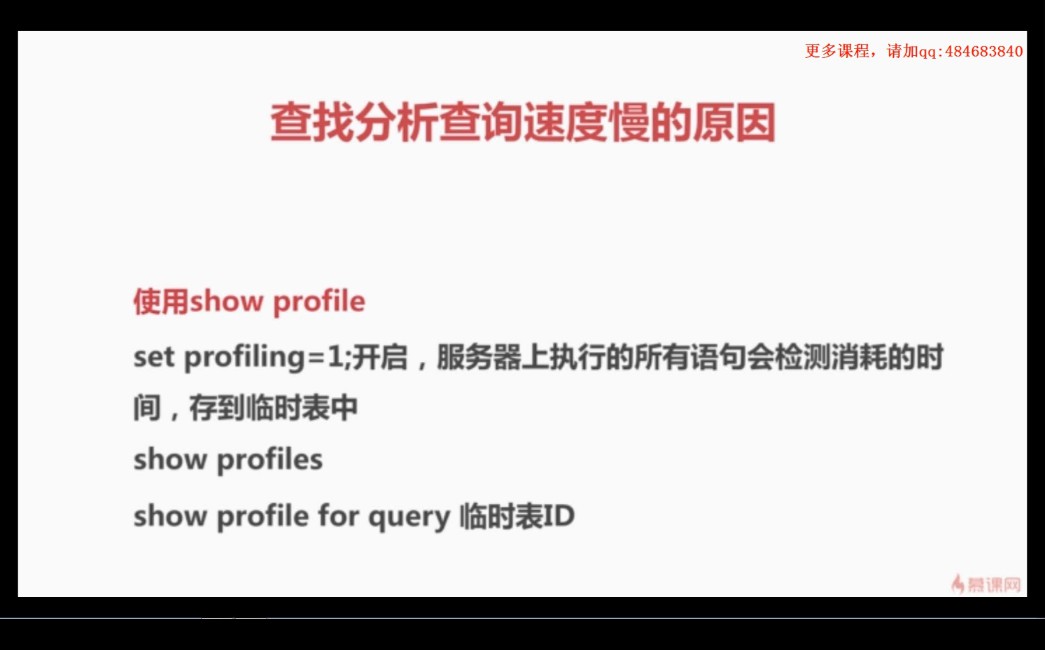 更多课程，请加qq:484683840
查找分析查询速度慢的原因
使用show profile
set profiling=1;开启，服务器上执行的所有语句会检测消耗的时
间，存到临时表中
show profiles
show profile for query 临时表ID
慕课网